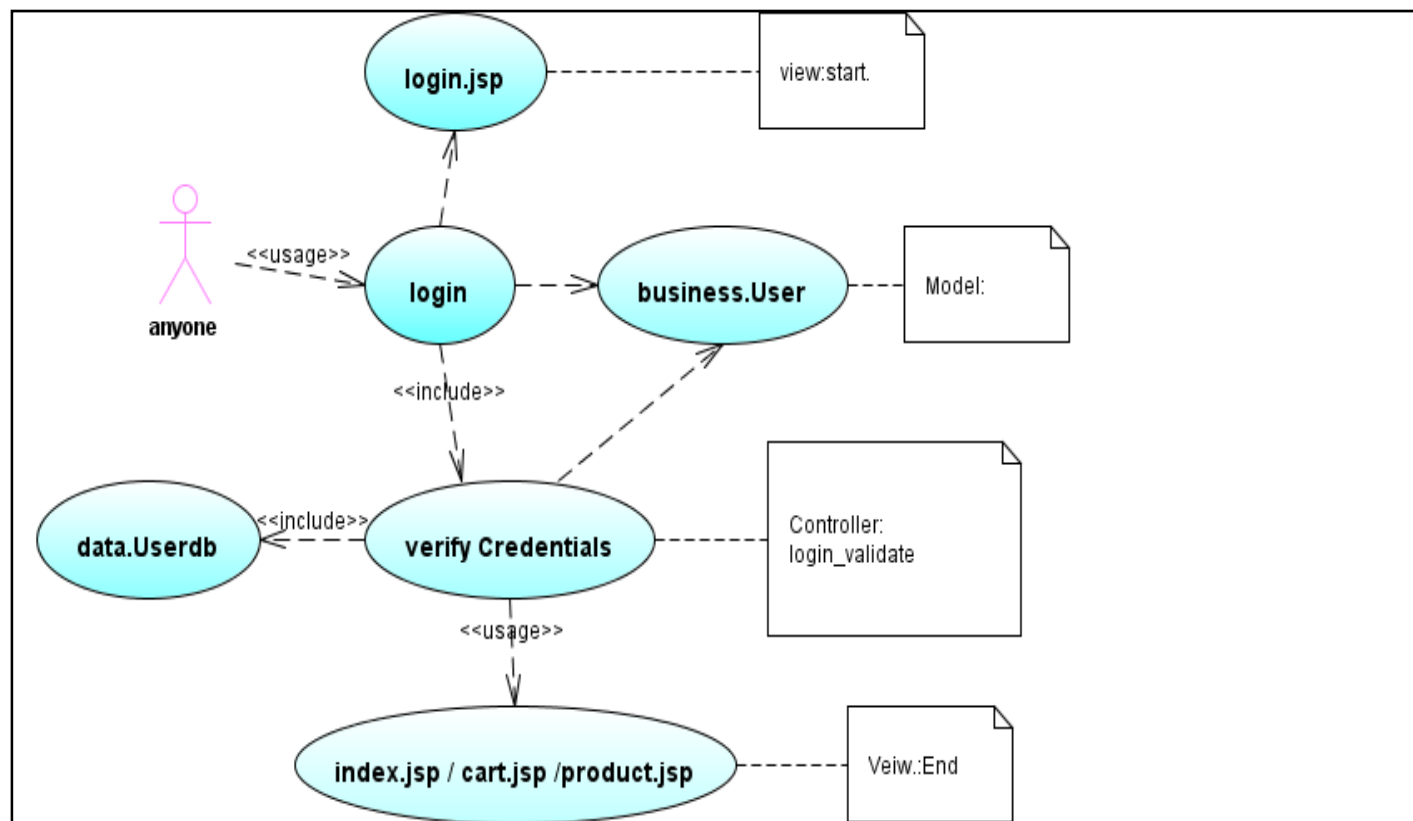 login.jsp
view:start.
<<usage>>
anyone
login
business.User
Model:
<<include>>
data.Userdb
<<include>>
verify Credentials
Controller:
login_validate
<<usage>>
index.jsp / cart.jsp /product.jsp
Veiw.:End